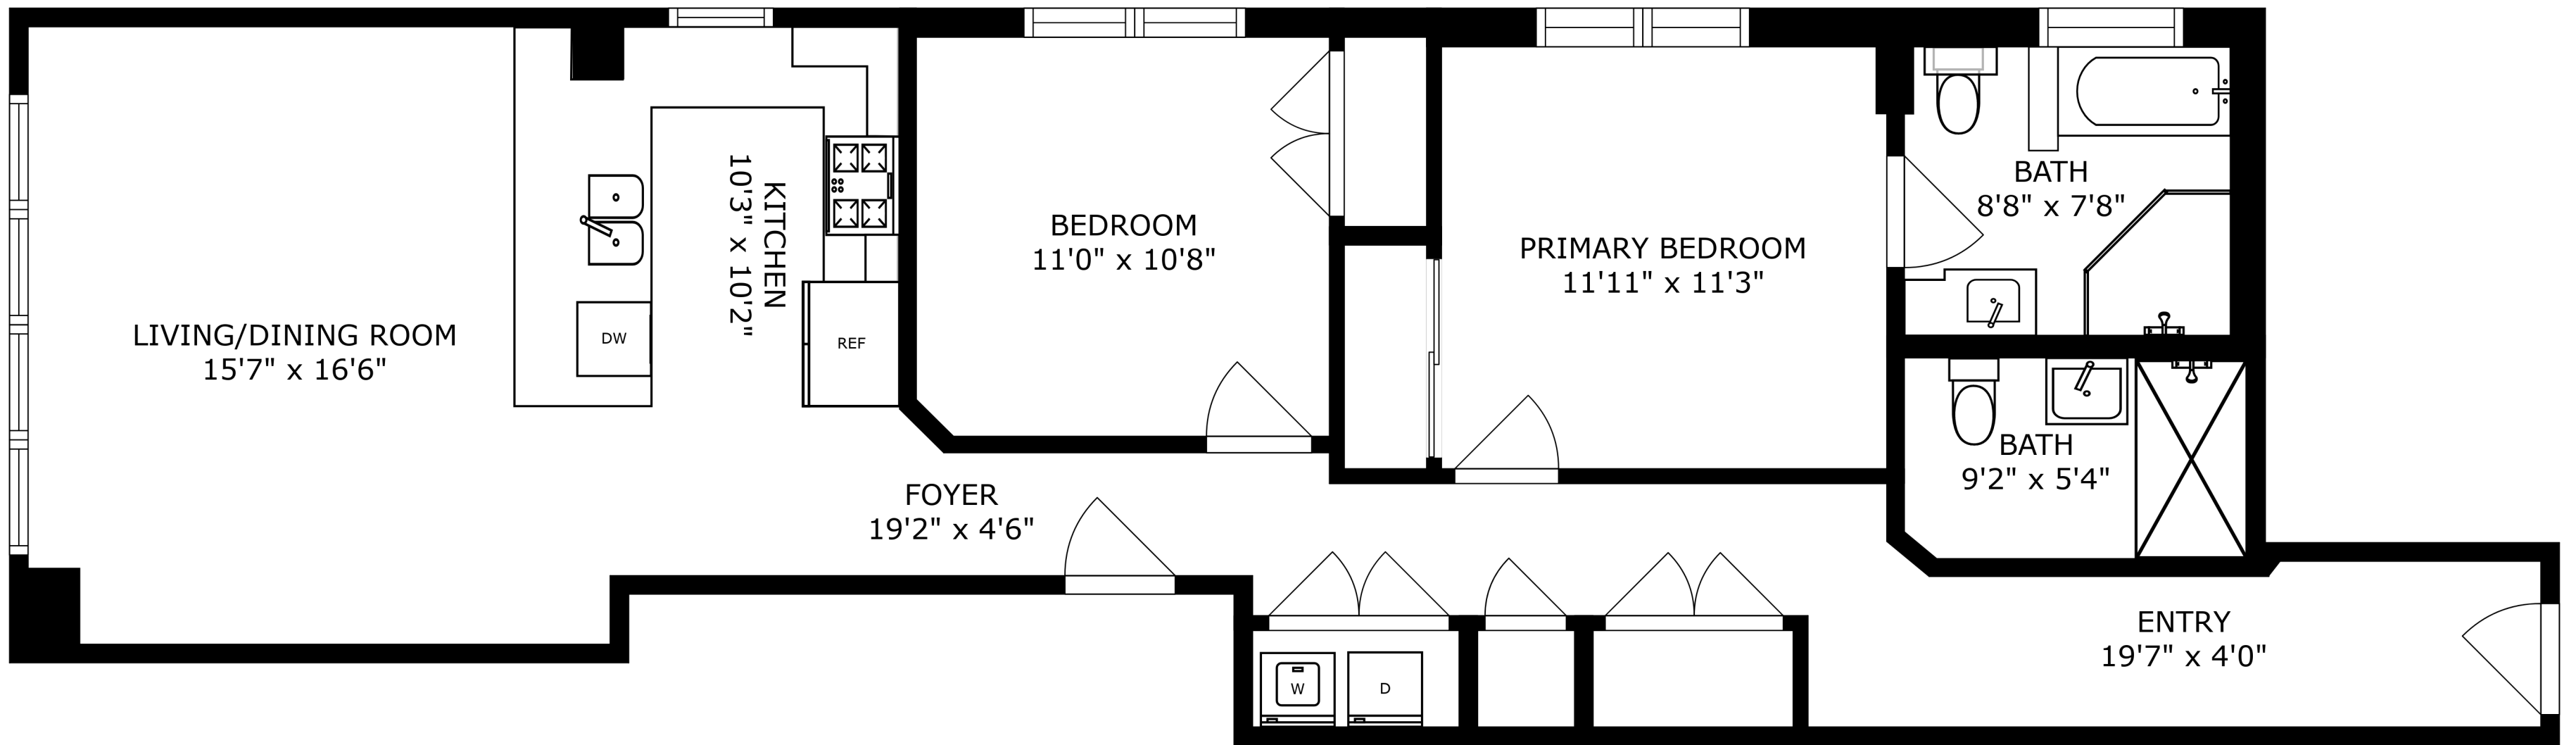 LIVING/DINING ROOM
15'7" x 16'6"
KITCHEN
10'3" x 10'2"
DW
REF
BEDROOM
11'0" x 10'8"
PRIMARY BEDROOM
11'11" x 11'3"
BATH
8'8" x 7'8"
BATH
9'2" x 5'4"
FOYER
19'2" x 4'6"
W
D
ENTRY
19'7" x 4'0"